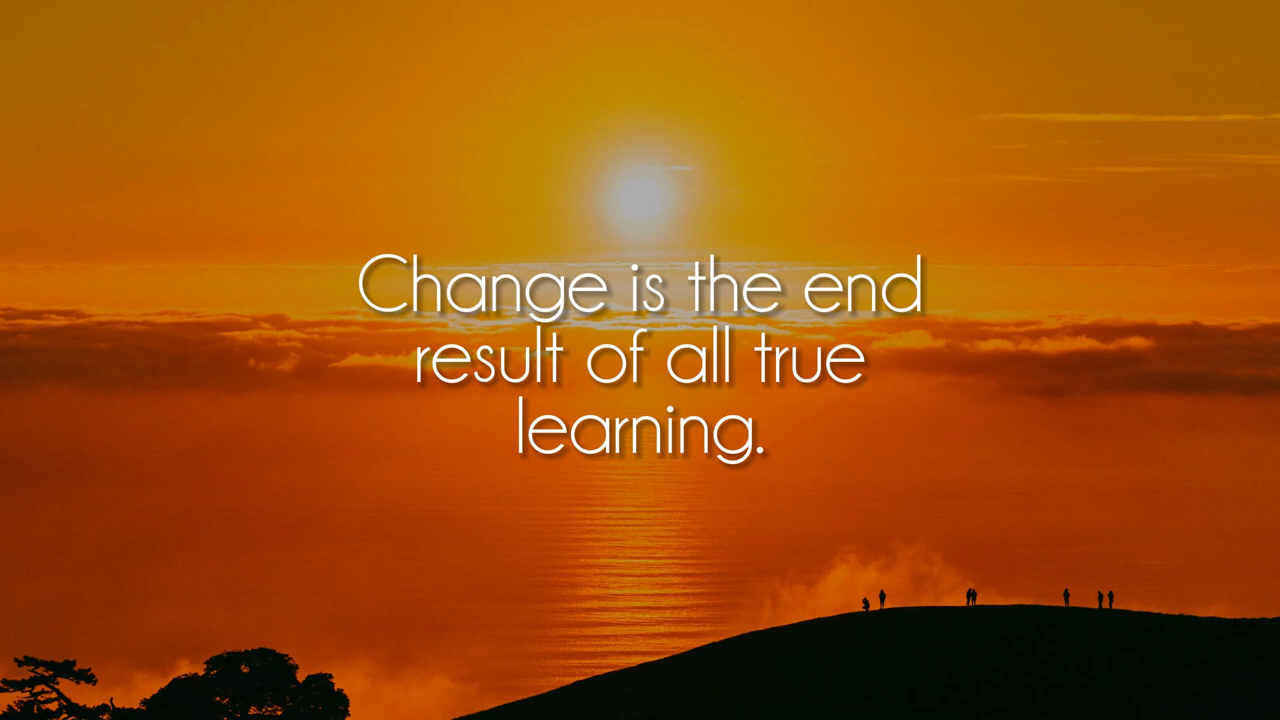 Change is the end
result of all true
learning.